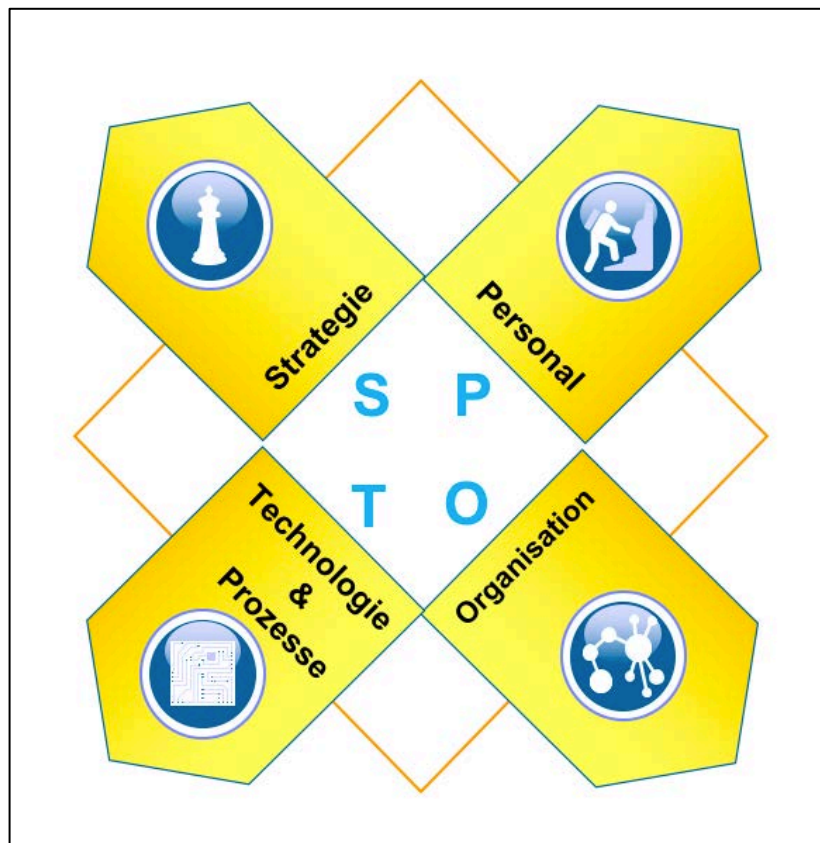 Strategie
Personal
S P
T O
Technologie
&
Prozesse
Organisation